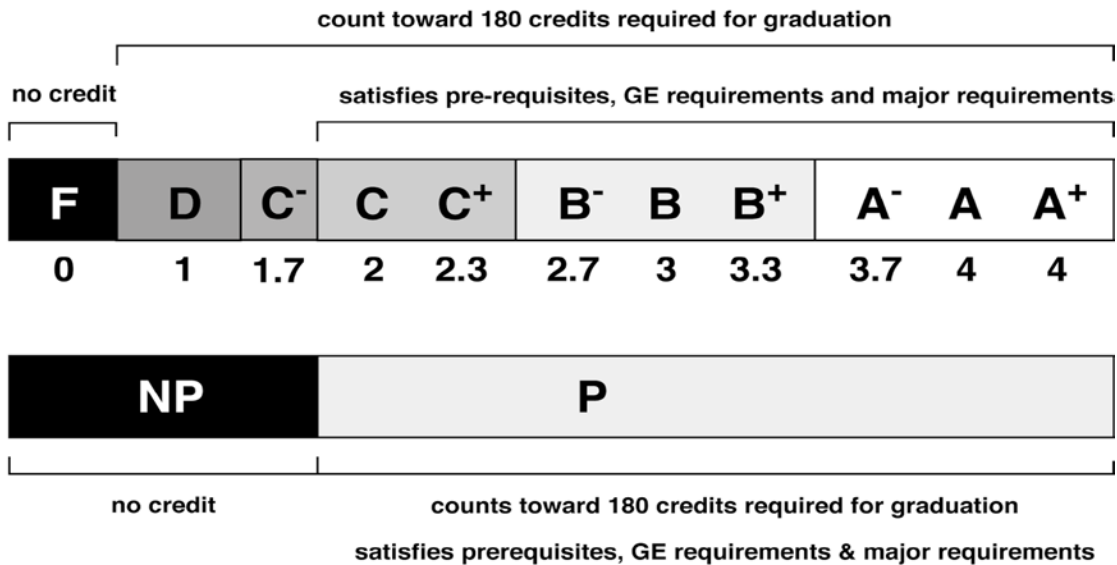 count toward 180 credits required for graduation
no credit satisfies pre-requisites, GE requirements and major requirements
F D C- C C+ B- B B+ A- A A+
0 1 1.7 2 2.3 2.7 3 3.3 3.7 4 4
NP P
no credit counts toward 180 credits required for graduation
satisfies prerequisites, GE requirements & major requirements